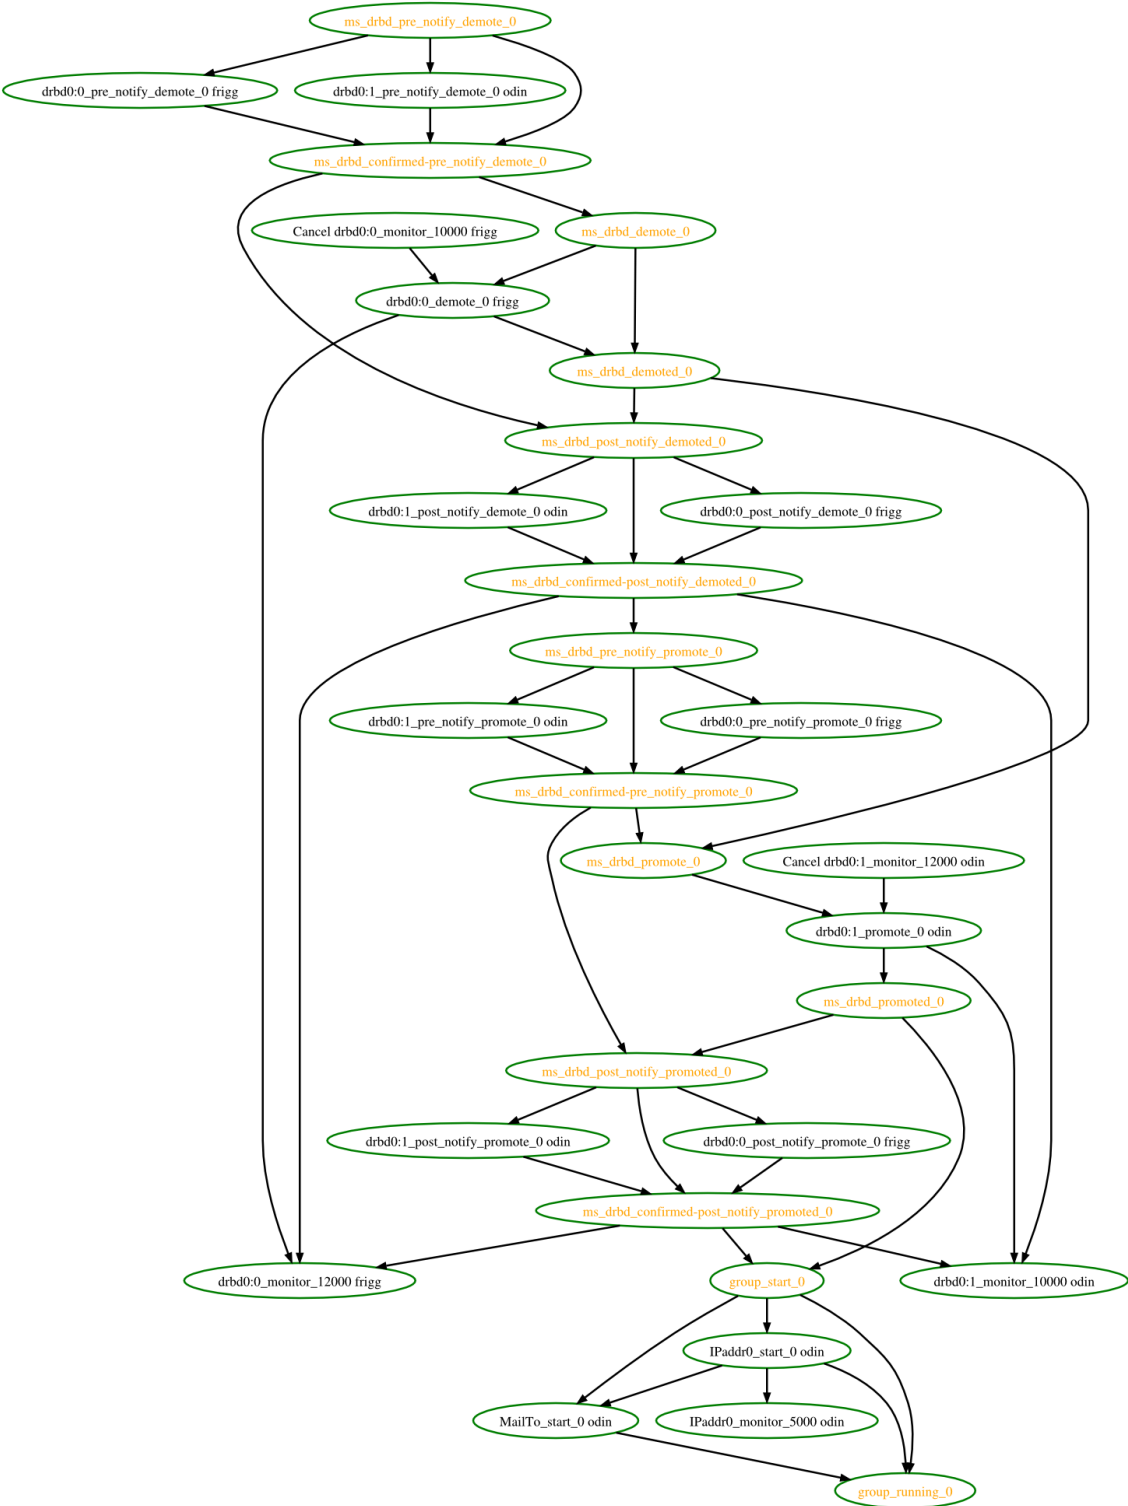 ms_drbd_pre_notify_demote_0
drbd0:0_pre_notify_demote_0 frigg
drbd0:1_pre_notify_demote_0 odin
ms_drbd_confirmed-pre_notify_demote_0
Cancel drbd0:0_monitor_10000 frigg
ms_drbd_demote_0
drbd0:0_demote_0 frigg
ms_drbd_demoted_0
ms_drbd_post_notify_demoted_0
drbd0:1_post_notify_demote_0 odin
drbd0:0_post_notify_demote_0 frigg
ms_drbd_confirmed-post_notify_demoted_0
ms_drbd_pre_notify_promote_0
drbd0:1_pre_notify_promote_0 odin
drbd0:0_pre_notify_promote_0 frigg
ms_drbd_confirmed-pre_notify_promote_0
ms_drbd_promote_0
Cancel drbd0:1_monitor_12000 odin
drbd0:1_promote_0 odin
ms_drbd_promoted_0
ms_drbd_post_notify_promoted_0
drbd0:1_post_notify_promote_0 odin
drbd0:0_post_notify_promote_0 frigg
ms_drbd_confirmed-post_notify_promoted_0
drbd0:0_monitor_12000 frigg
group_start_0
drbd0:1_monitor_10000 odin
IPaddr0_start_0 odin
MailTo_start_0 odin
IPaddr0_monitor_5000 odin
group_running_0